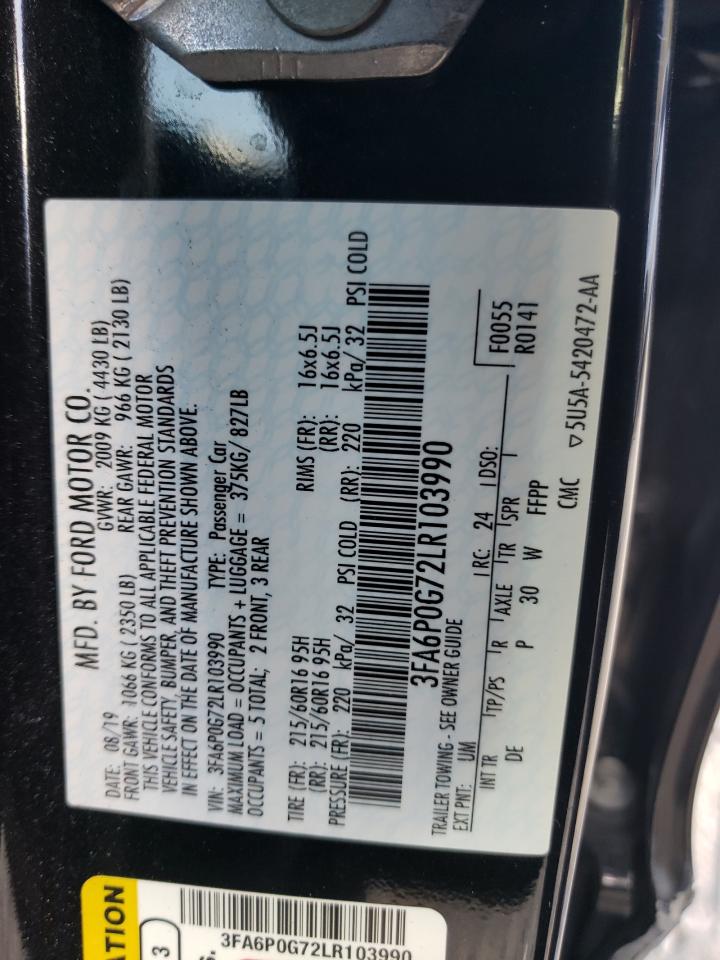 MFD. BY FORD MOTOR CO.
DATE: 08/19 GVWR: 2009 KG ( 4430 LB)
FRONT GAWR: 1066 KG ( 2350 LB) REAR GAWR: 966 KG ( 2130 LB)
THIS VEHICLE CONFORMS TO ALL APPLICABLE FEDERAL MOTOR
VEHICLE SAFETY, BUMPER, AND THEFT PREVENTION STANDARDS
IN EFFECT ON THE DATE OF MANUFACTURE SHOWN ABOVE.
VIN: 3FA6P0G72LR103990 TYPE: Passenger Car
MAXIMUM LOAD = OCCUPANTS + LUGGAGE = 375KG/ 827LB
OCCUPANTS = 5 TOTAL; 2 FRONT, 3 REAR
TIRE (FR): 215/60R16 95H RIMS (FR): 16x6.5J
(RR): 215/60R16 95H (RR): 16x6.5J
PRESSURE (FR): 220 kPa/ 32 PSI COLD (RR): 220 kPa/ 32 PSI COLD
3FA6P0G72LR103990
TRAILER TOWING - SEE OWNER GUIDE
EXT PNT: UM RC: 24 DSO: F0055
R0141
INT TR TP/PS R AXLE TR SPR
DE P 30 W FFPP
CMC ▽5U5A-5420472-AA
ATION
3
S.
3FA6P0G72LR103990